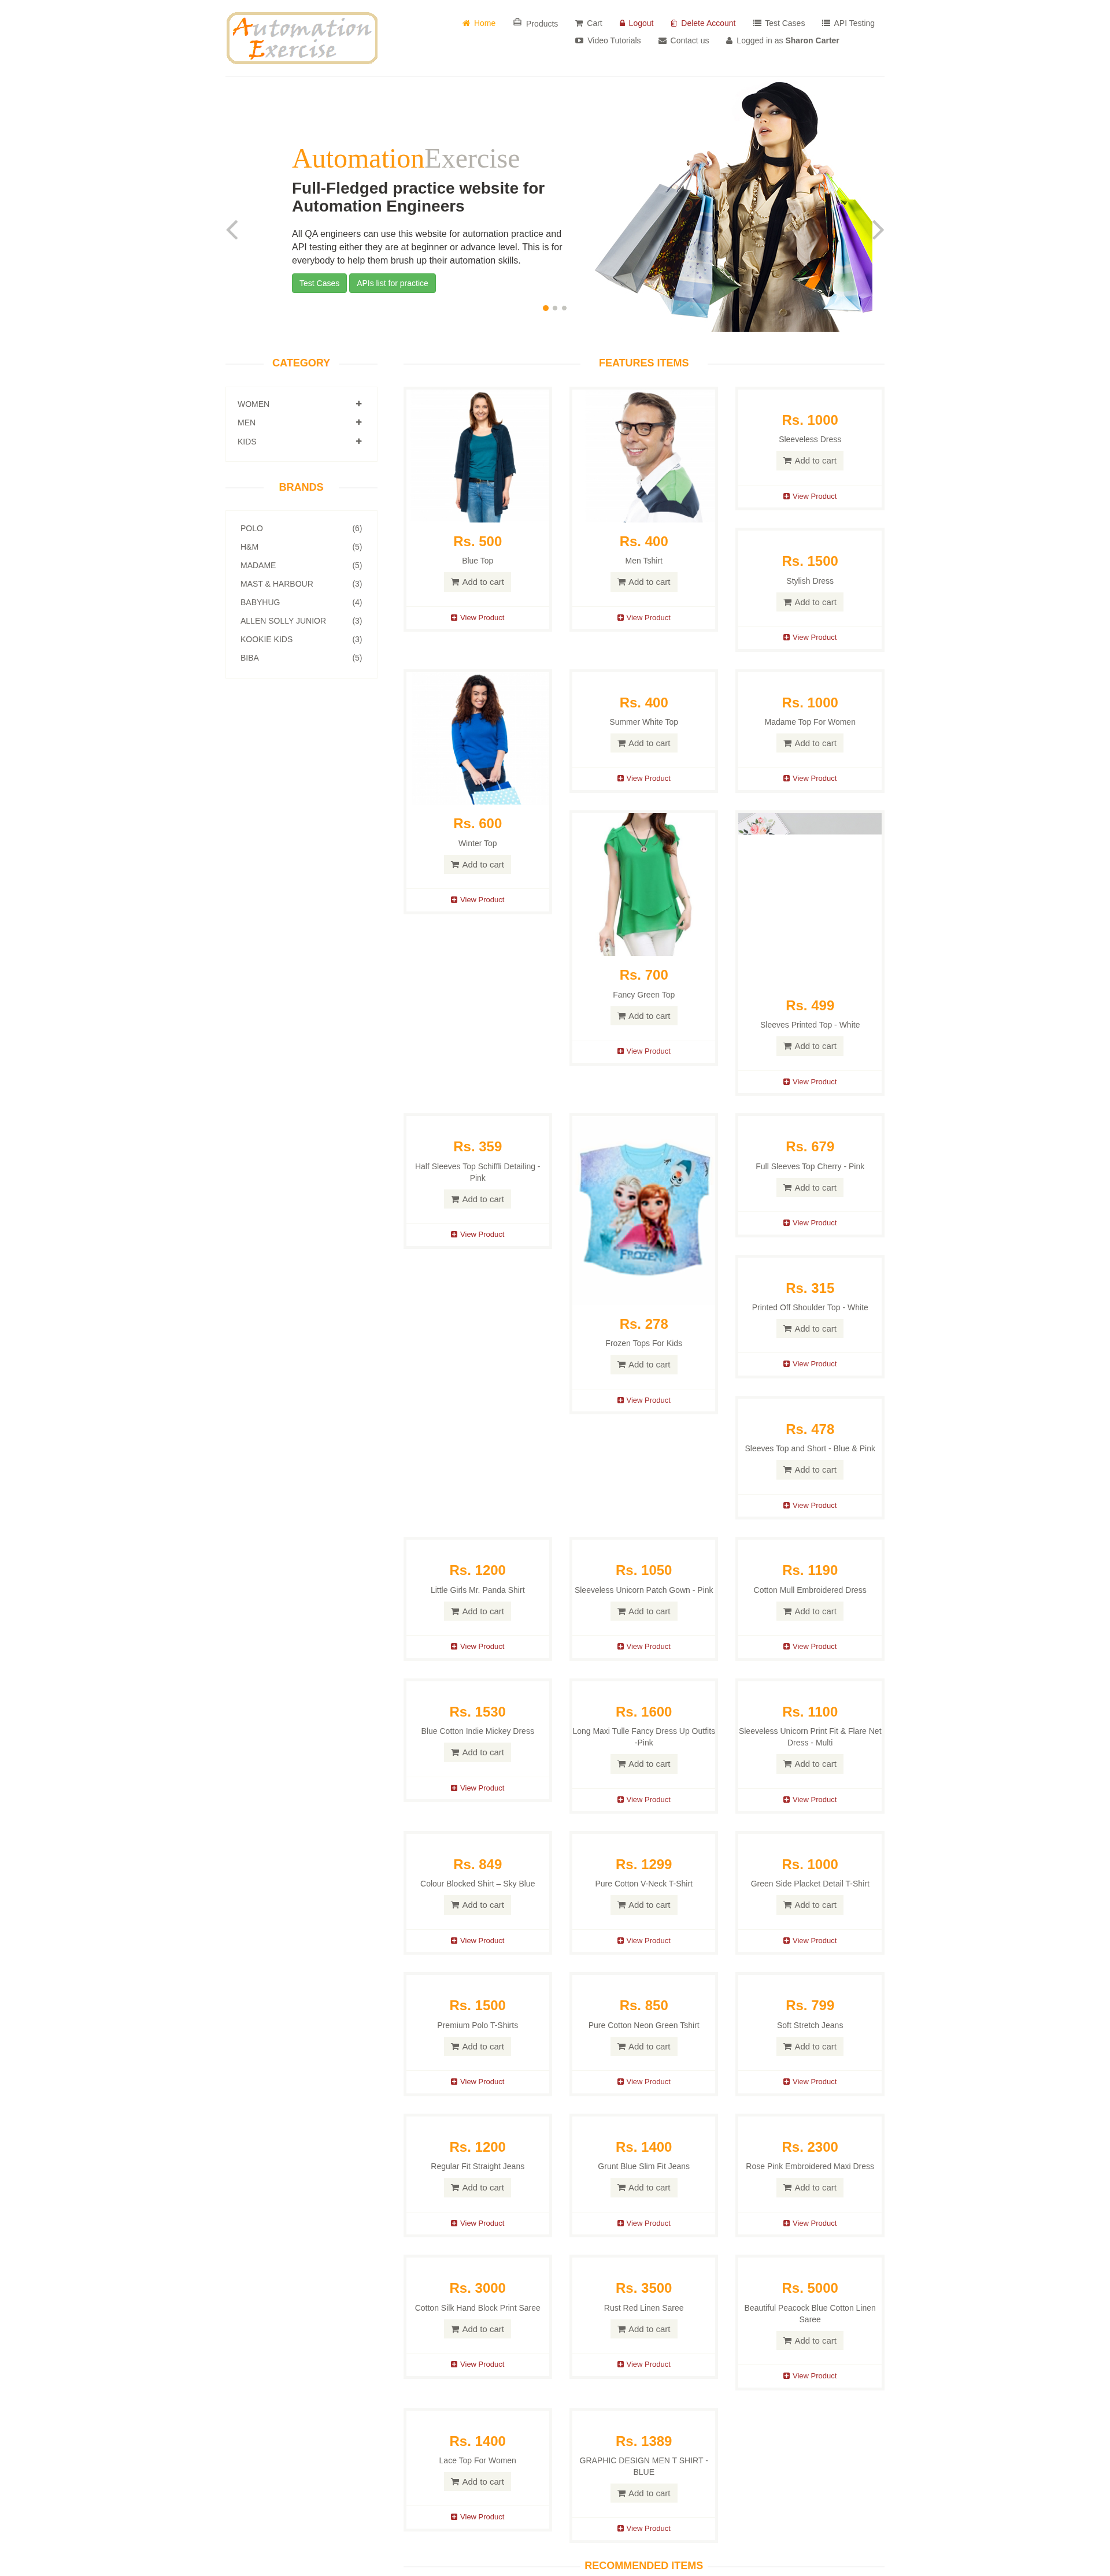 Automation
Exercise
Home
Products
Cart
Logout
Delete Account
Test Cases
API Testing
Video Tutorials
Contact us
Logged in as Sharon Carter
AutomationExercise
Full-Fledged practice website for
Automation Engineers
All QA engineers can use this website for automation practice and
API testing either they are at beginner or advance level. This is for
everybody to help them brush up their automation skills.
Test Cases
APIs list for practice
CATEGORY
WOMEN
MEN
KIDS
BRANDS
POLO (6)
H&M (5)
MADAME (5)
MAST & HARBOUR (3)
BABYHUG (4)
ALLEN SOLLY JUNIOR (3)
KOOKIE KIDS (3)
BIBA (5)
FEATURES ITEMS
Rs. 500
Blue Top
Add to cart
View Product
Rs. 400
Men Tshirt
Add to cart
View Product
Rs. 1000
Sleeveless Dress
Add to cart
View Product
Rs. 1500
Stylish Dress
Add to cart
View Product
Rs. 600
Winter Top
Add to cart
View Product
Rs. 400
Summer White Top
Add to cart
View Product
Rs. 1000
Madame Top For Women
Add to cart
View Product
Rs. 700
Fancy Green Top
Add to cart
View Product
Rs. 499
Sleeves Printed Top - White
Add to cart
View Product
Rs. 359
Half Sleeves Top Schiffli Detailing -
Pink
Add to cart
View Product
FROZEN
Rs. 278
Frozen Tops For Kids
Add to cart
View Product
Rs. 679
Full Sleeves Top Cherry - Pink
Add to cart
View Product
Rs. 315
Printed Off Shoulder Top - White
Add to cart
View Product
Rs. 478
Sleeves Top and Short - Blue & Pink
Add to cart
View Product
Rs. 1200
Little Girls Mr. Panda Shirt
Add to cart
View Product
Rs. 1050
Sleeveless Unicorn Patch Gown - Pink
Add to cart
View Product
Rs. 1190
Cotton Mull Embroidered Dress
Add to cart
View Product
Rs. 1530
Blue Cotton Indie Mickey Dress
Add to cart
View Product
Rs. 1600
Long Maxi Tulle Fancy Dress Up Outfits
-Pink
Add to cart
View Product
Rs. 1100
Sleeveless Unicorn Print Fit & Flare Net
Dress - Multi
Add to cart
View Product
Rs. 849
Colour Blocked Shirt – Sky Blue
Add to cart
View Product
Rs. 1299
Pure Cotton V-Neck T-Shirt
Add to cart
View Product
Rs. 1000
Green Side Placket Detail T-Shirt
Add to cart
View Product
Rs. 1500
Premium Polo T-Shirts
Add to cart
View Product
Rs. 850
Pure Cotton Neon Green Tshirt
Add to cart
View Product
Rs. 799
Soft Stretch Jeans
Add to cart
View Product
Rs. 1200
Regular Fit Straight Jeans
Add to cart
View Product
Rs. 1400
Grunt Blue Slim Fit Jeans
Add to cart
View Product
Rs. 2300
Rose Pink Embroidered Maxi Dress
Add to cart
View Product
Rs. 3000
Cotton Silk Hand Block Print Saree
Add to cart
View Product
Rs. 3500
Rust Red Linen Saree
Add to cart
View Product
Rs. 5000
Beautiful Peacock Blue Cotton Linen
Saree
Add to cart
View Product
Rs. 1400
Lace Top For Women
Add to cart
View Product
Rs. 1389
GRAPHIC DESIGN MEN T SHIRT -
BLUE
Add to cart
View Product
RECOMMENDED ITEMS